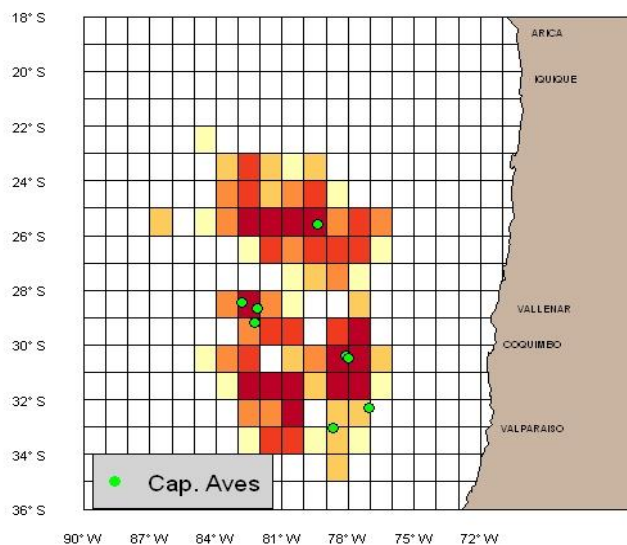 18° S
ARICA
20° S
IQUIQUE
22° S
24° S
26° S
28° S
VALLENAR
30° S
COQUIMBO
32° S
VALPARAISO
34° S
Cap. Aves
36° S
90° W 87° W 84° W 81° W 78° W 75° W 72° W